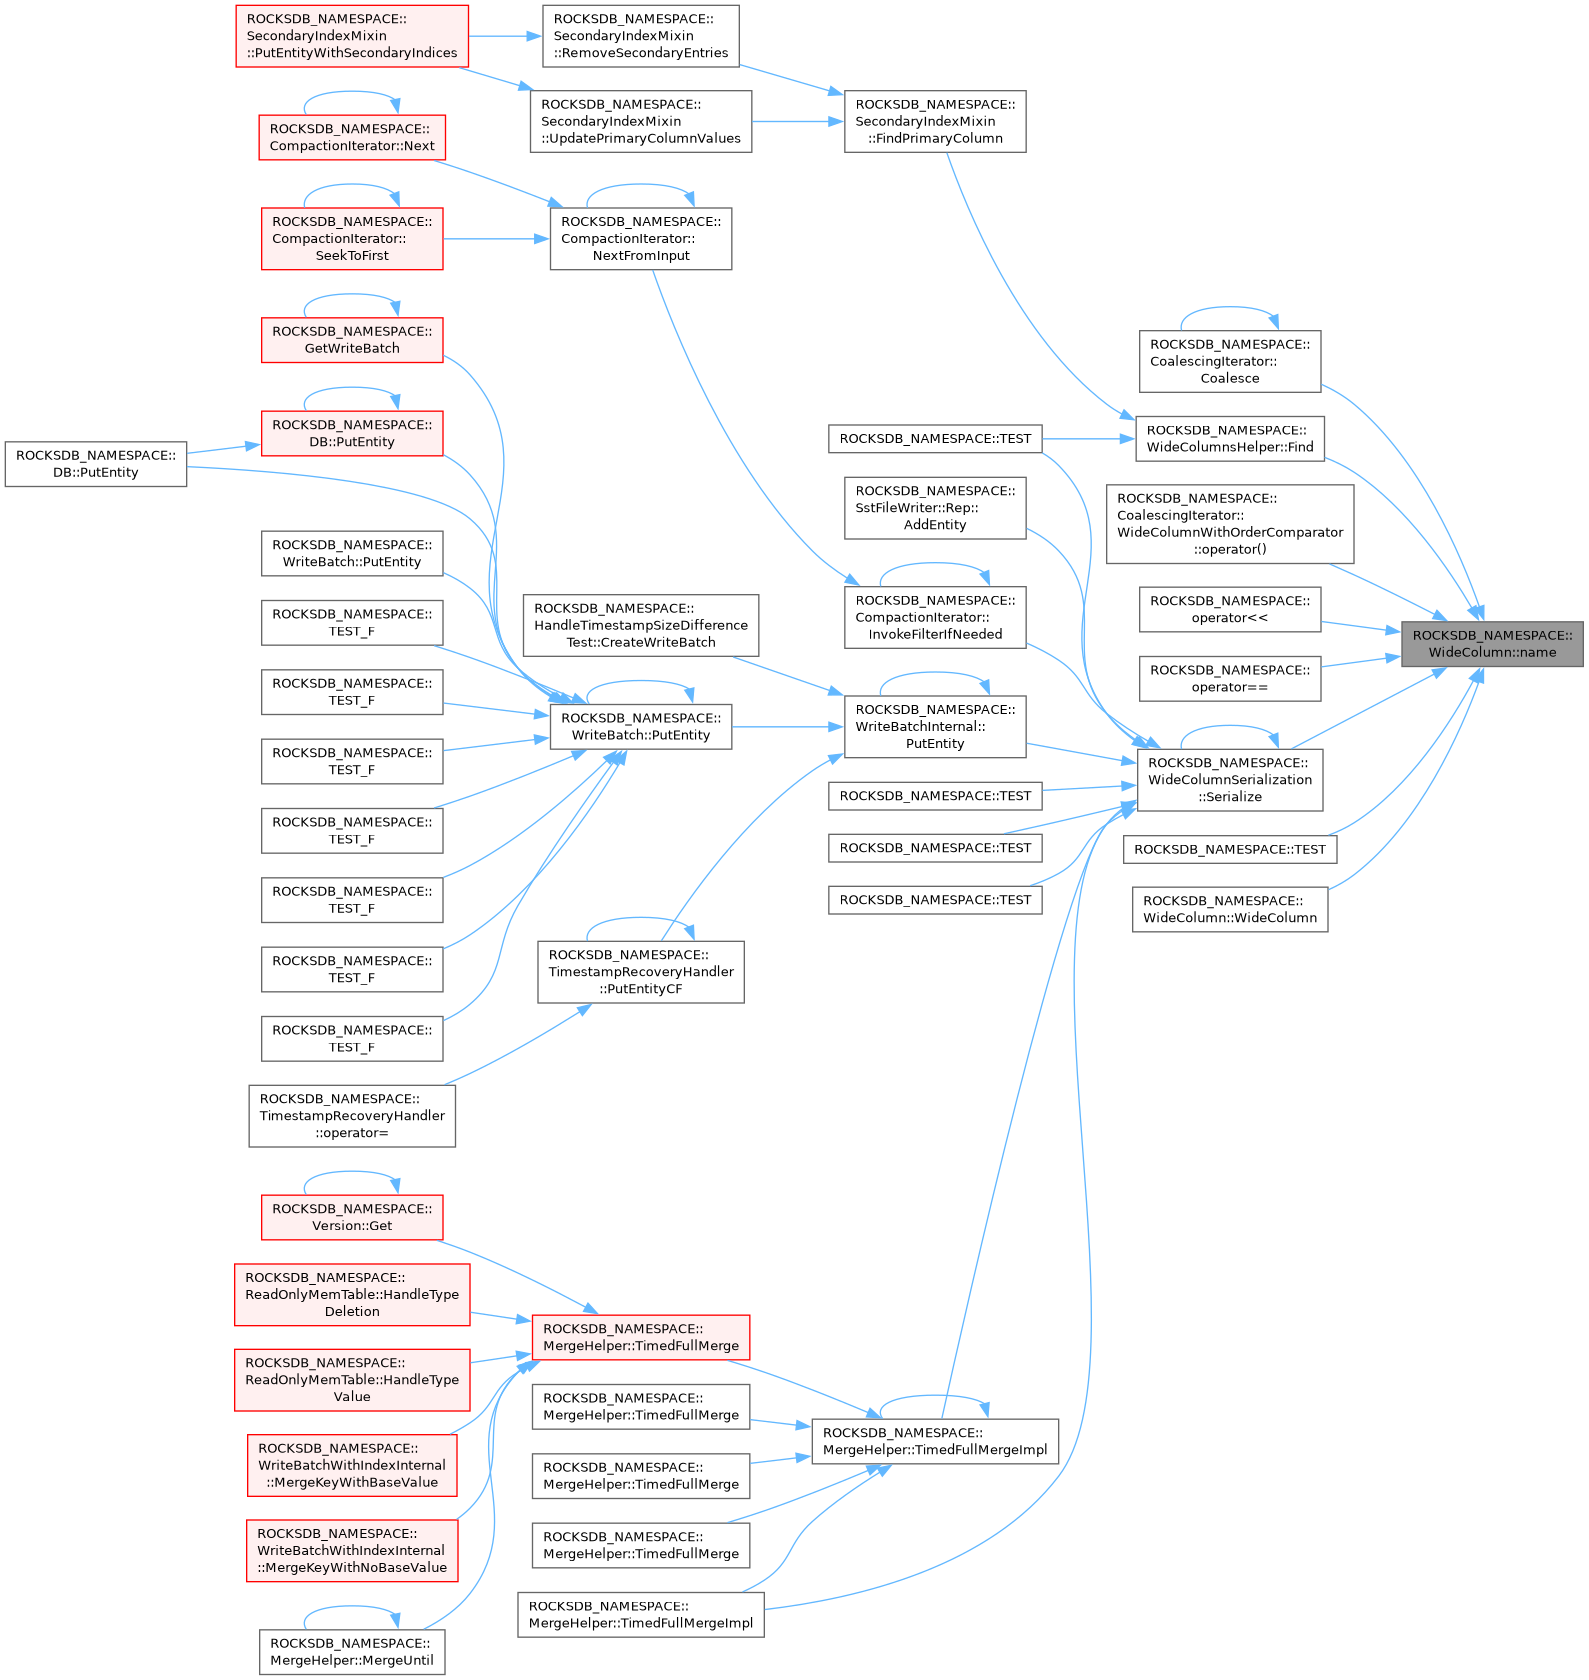 ROCKSDB_NAMESPACE::
SecondaryIndexMixin
::PutEntityWithSecondaryIndices
ROCKSDB_NAMESPACE::
SecondaryIndexMixin
::RemoveSecondaryEntries
ROCKSDB_NAMESPACE::
SecondaryIndexMixin
::UpdatePrimaryColumnValues
ROCKSDB_NAMESPACE::
SecondaryIndexMixin
::FindPrimaryColumn
ROCKSDB_NAMESPACE::
CompactionIterator::Next
ROCKSDB_NAMESPACE::
CompactionIterator::
SeekToFirst
ROCKSDB_NAMESPACE::
CompactionIterator::
NextFromInput
ROCKSDB_NAMESPACE::
GetWriteBatch
ROCKSDB_NAMESPACE::
CoalescingIterator::
Coalesce
ROCKSDB_NAMESPACE::
DB::PutEntity
ROCKSDB_NAMESPACE::
DB::PutEntity
ROCKSDB_NAMESPACE::TEST
ROCKSDB_NAMESPACE::
WideColumnsHelper::Find
ROCKSDB_NAMESPACE::
SstFileWriter::Rep::
AddEntity
ROCKSDB_NAMESPACE::
CoalescingIterator::
WideColumnWithOrderComparator
::operator()
ROCKSDB_NAMESPACE::
WriteBatch::PutEntity
ROCKSDB_NAMESPACE::
CompactionIterator::
InvokeFilterIfNeeded
ROCKSDB_NAMESPACE::
operator<<
ROCKSDB_NAMESPACE::
HandleTimestampSizeDifference
Test::CreateWriteBatch
ROCKSDB_NAMESPACE::
TEST_F
ROCKSDB_NAMESPACE::
WideColumn::name
ROCKSDB_NAMESPACE::
operator==
ROCKSDB_NAMESPACE::
TEST_F
ROCKSDB_NAMESPACE::
WriteBatch::PutEntity
ROCKSDB_NAMESPACE::
WriteBatchInternal::
PutEntity
ROCKSDB_NAMESPACE::
TEST_F
ROCKSDB_NAMESPACE::
WideColumnSerialization
::Serialize
ROCKSDB_NAMESPACE::TEST
ROCKSDB_NAMESPACE::
TEST_F
ROCKSDB_NAMESPACE::TEST
ROCKSDB_NAMESPACE::TEST
ROCKSDB_NAMESPACE::
TEST_F
ROCKSDB_NAMESPACE::TEST
ROCKSDB_NAMESPACE::
WideColumn::WideColumn
ROCKSDB_NAMESPACE::
TEST_F
ROCKSDB_NAMESPACE::
TimestampRecoveryHandler
::PutEntityCF
ROCKSDB_NAMESPACE::
TEST_F
ROCKSDB_NAMESPACE::
TimestampRecoveryHandler
::operator=
ROCKSDB_NAMESPACE::
Version::Get
ROCKSDB_NAMESPACE::
ReadOnlyMemTable::HandleType
Deletion
ROCKSDB_NAMESPACE::
MergeHelper::TimedFullMerge
ROCKSDB_NAMESPACE::
ReadOnlyMemTable::HandleType
Value
ROCKSDB_NAMESPACE::
MergeHelper::TimedFullMerge
ROCKSDB_NAMESPACE::
MergeHelper::TimedFullMergeImpl
ROCKSDB_NAMESPACE::
WriteBatchWithIndexInternal
::MergeKeyWithBaseValue
ROCKSDB_NAMESPACE::
MergeHelper::TimedFullMerge
ROCKSDB_NAMESPACE::
WriteBatchWithIndexInternal
::MergeKeyWithNoBaseValue
ROCKSDB_NAMESPACE::
MergeHelper::TimedFullMerge
ROCKSDB_NAMESPACE::
MergeHelper::TimedFullMergeImpl
ROCKSDB_NAMESPACE::
MergeHelper::MergeUntil